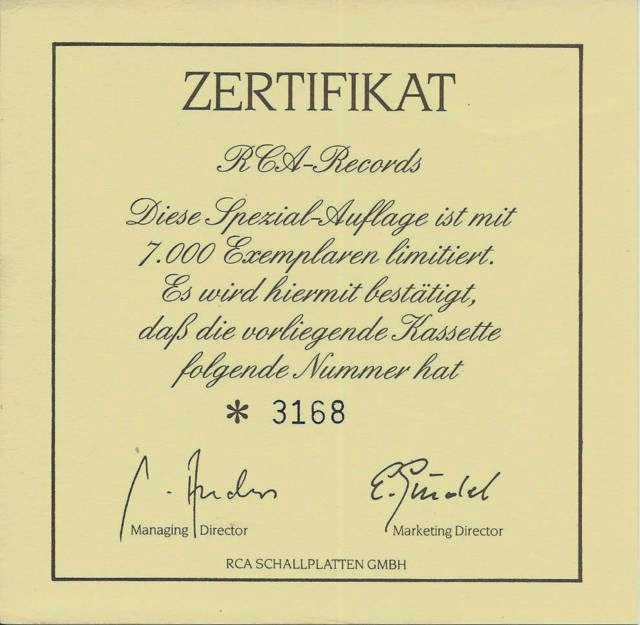 ZERTIFIKAT
RCA-Records
Diese Spezial-Auflage ist mit
7.000 Exemplaren limitiert.
Es wird hiermit bestätigt,
daß die vorliegende Kassette
folgende Nummer hat
* 3168
Managing Director
Marketing Director
RCA SCHALLPLATTEN GMBH